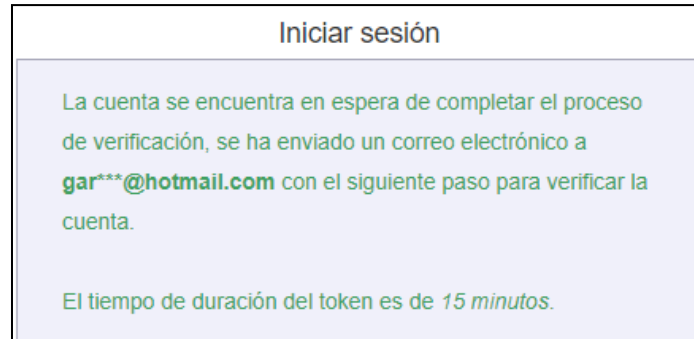 Iniciar sesión
La cuenta se encuentra en espera de completar el proceso
de verificación, se ha enviado un correo electrónico a
gar***@hotmail.com con el siguiente paso para verificar la
cuenta.
El tiempo de duración del token es de 15 minutos.